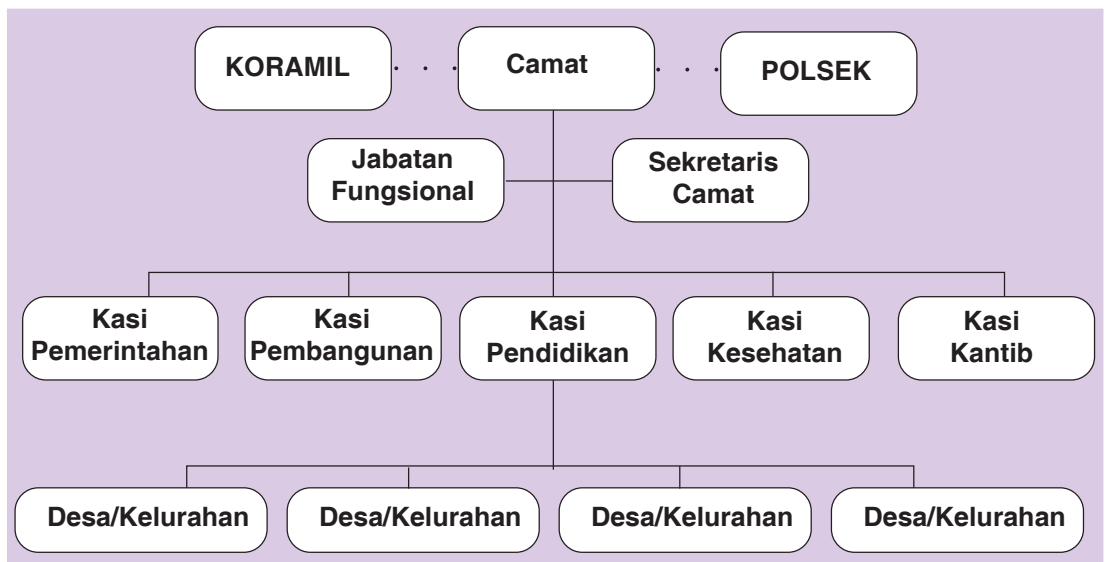 KORAMIL
Camat
POLSEK
Jabatan
Fungsional
Sekretaris
Camat
Kasi
Pemerintahan
Kasi
Pembangunan
Kasi
Pendidikan
Kasi
Kesehatan
Kasi
Kantib
Desa/Kelurahan
Desa/Kelurahan
Desa/Kelurahan
Desa/Kelurahan